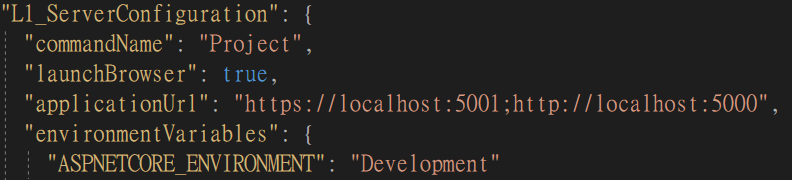 "L1_ServerConfiguration": {
"commandName": "Project",
"launchBrowser": true,
"applicationUrl": "https://localhost:5001;http://localhost:5000",
"environmentVariables": {
"ASPNETCORE_ENVIRONMENT": "Development"